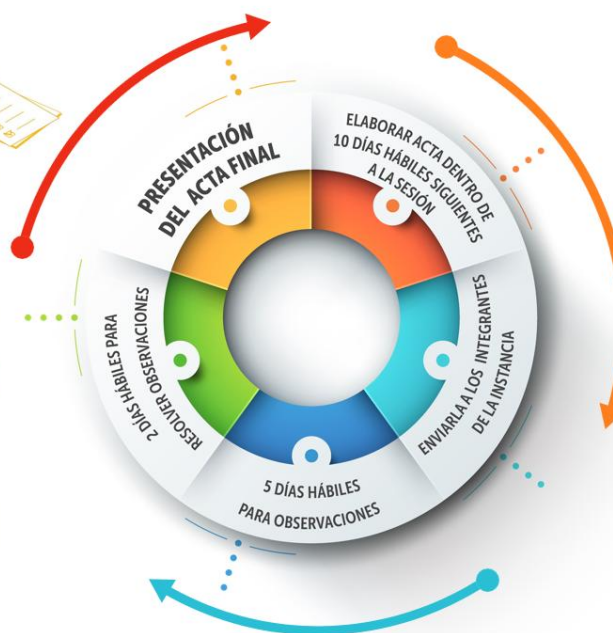 PRESENTACIÓN
DEL ACTA FINAL
ELABORAR ACTA DENTRO DE
10 DÍAS HÁBILES SIGUIENTES
A LA SESIÓN
ENVIARLA A LOS INTEGRANTES
DE LA INSTANCIA
5 DÍAS HÁBILES
PARA OBSERVACIONES
2 DÍAS HÁBILES PARA
RESOLVER OBSERVACIONES